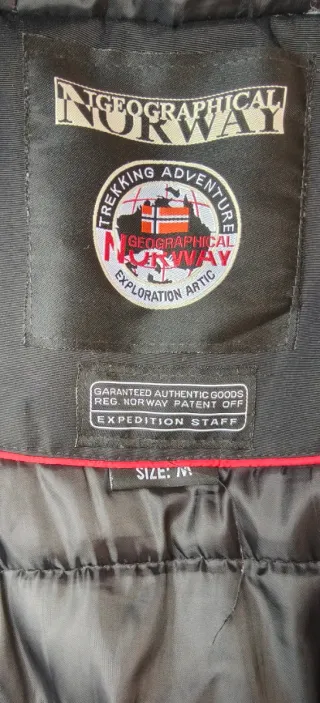 GEOGRAPHICAL
NORWAY
TREKKING ADVENTURE
GEOGRAPHICAL
NORWAY
EXPLORATION ARTIC
GARANTEED AUTHENTIC GOODS
REG. NORWAY PATENT OFF
EXPEDITION STAFF
SIZE: M